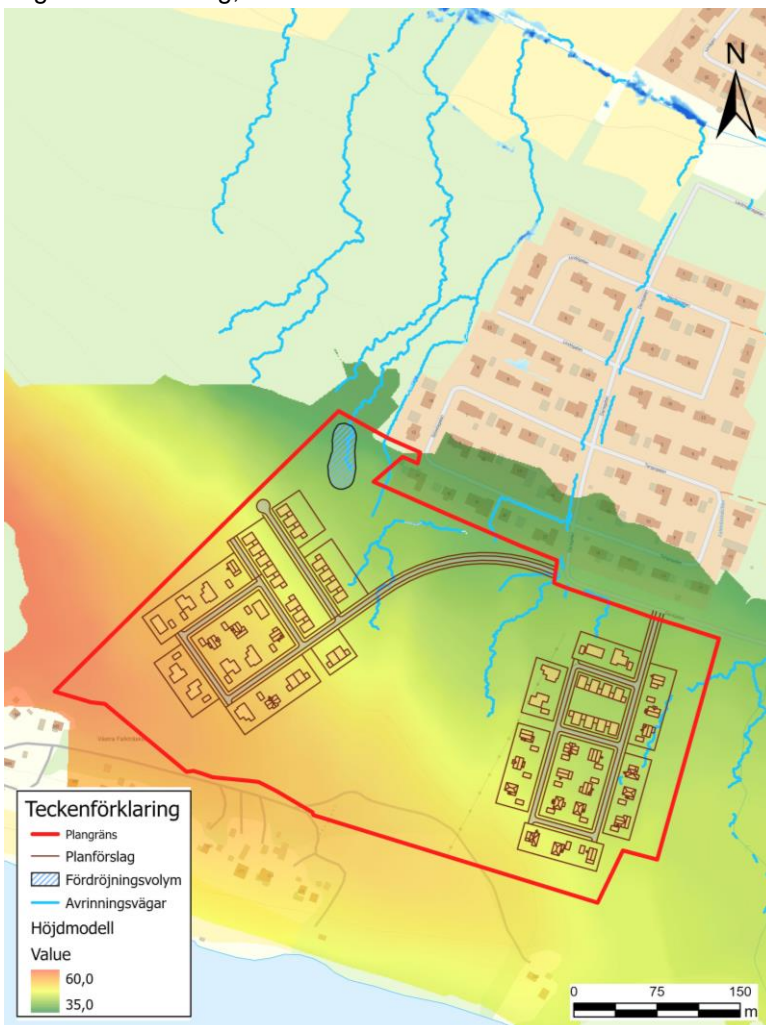 N
Teckenförklaring
Plangräns
Planförslag
Fördröjningsvolym
Avrinningsvägar
Höjdmodell
Value
60,0
35,0
0 75 150
m